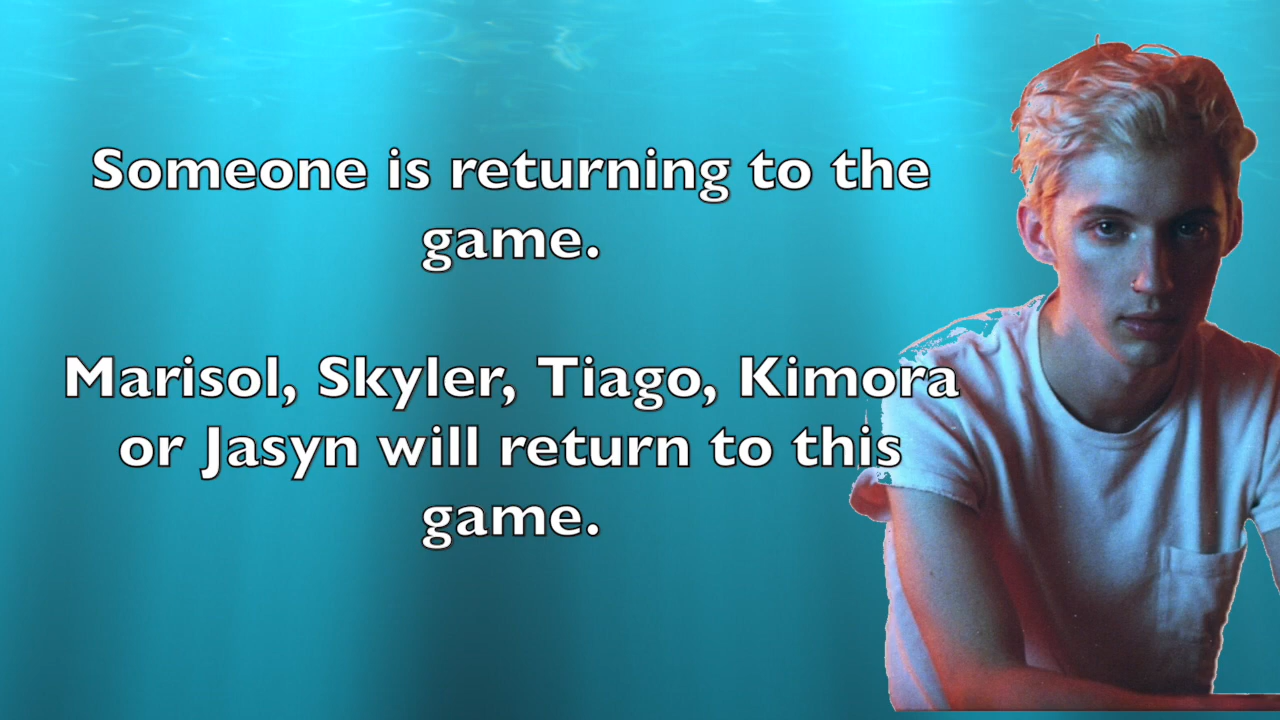 Someone is returning to the
game.
Marisol, Skyler, Tiago, Kimora
or Jasyn will return to this
game.